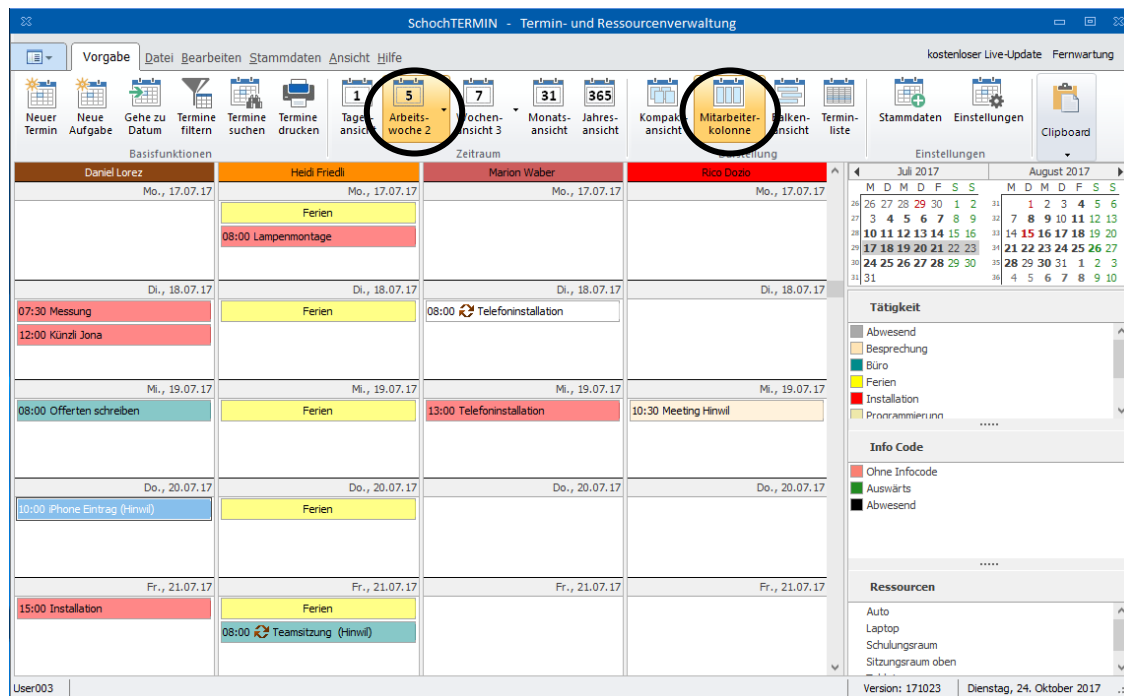 SchochTERMIN - Termin- und Ressourcenverwaltung
Vorgabe Datei Bearbeiten Stammdaten Ansicht Hilfe kostenloser Live-Update Fernwartung
1 5 7 31 365
Neuer Neue Gehe zu Termine Termine Termine Arbeits- Monats- Jahres- Mitarbeiter- Termin- Stammdaten Einstellungen
Termin Aufgabe Datum filtern suchen drucken ansicht woche 2 ansicht 3 ansicht ansicht ansicht kolonne ansicht liste Clipboard
Basisfunktionen Zeitraum Darstellung Einstellungen
Daniel Lorez Heidi Friedli Marion Waber Rico Dozio
Mo., 17.07.17 Mo., 17.07.17 Mo., 17.07.17 Mo., 17.07.17
Ferien
08:00 Lampenmontage
Di., 18.07.17 Di., 18.07.17 Di., 18.07.17 Di., 18.07.17
07:30 Messung Ferien 08:00 Telefoninstallation
12:00 Künzli Jona
Mi., 19.07.17 Mi., 19.07.17 Mi., 19.07.17 Mi., 19.07.17
08:00 Offerten schreiben Ferien 13:00 Telefoninstallation 10:30 Meeting Hinwil
Do., 20.07.17 Do., 20.07.17 Do., 20.07.17 Do., 20.07.17
10:00 iPhone Eintrag (Hinwil) Ferien
Fr., 21.07.17 Fr., 21.07.17 Fr., 21.07.17 Fr., 21.07.17
15:00 Installation Ferien
08:00 Teamsitzung (Hinwil)
Juli 2017 August 2017
M D M D F S S M D M D F S S
26 26 27 28 29 30 1 2 31 1 2 3 4 5 6
27 3 4 5 6 7 8 9 32 7 8 9 10 11 12 13
28 10 11 12 13 14 15 16 33 14 15 16 17 18 19 20
29 17 18 19 20 21 22 23 34 21 22 23 24 25 26 27
30 24 25 26 27 28 29 30 35 28 29 30 31 1 2 3
31 31 36 4 5 6 7 8 9 10
Tätigkeit
Abwesend
Besprechung
Büro
Ferien
Installation
Programmierung
Info Code
Ohne Infocode
Auswärts
Abwesend
Ressourcen
Auto
Laptop
Schulungsraum
Sitzungsraum oben
User003 Version: 171023 Dienstag, 24. Oktober 2017